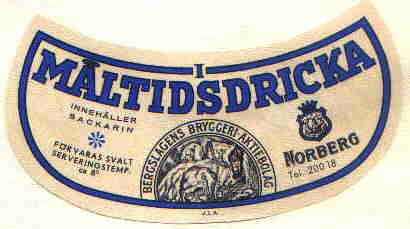 I
MÅLTIDSDRICKA
INNEHÅLLER
SACKARIN
FÖRVARAS SVALT
SERVERINGSTEMP.
ca 8°
BERGSLAGENS BRYGGERI-AKTIEBOLAG
NORBERG
Tel. 200 18
J.L.A.